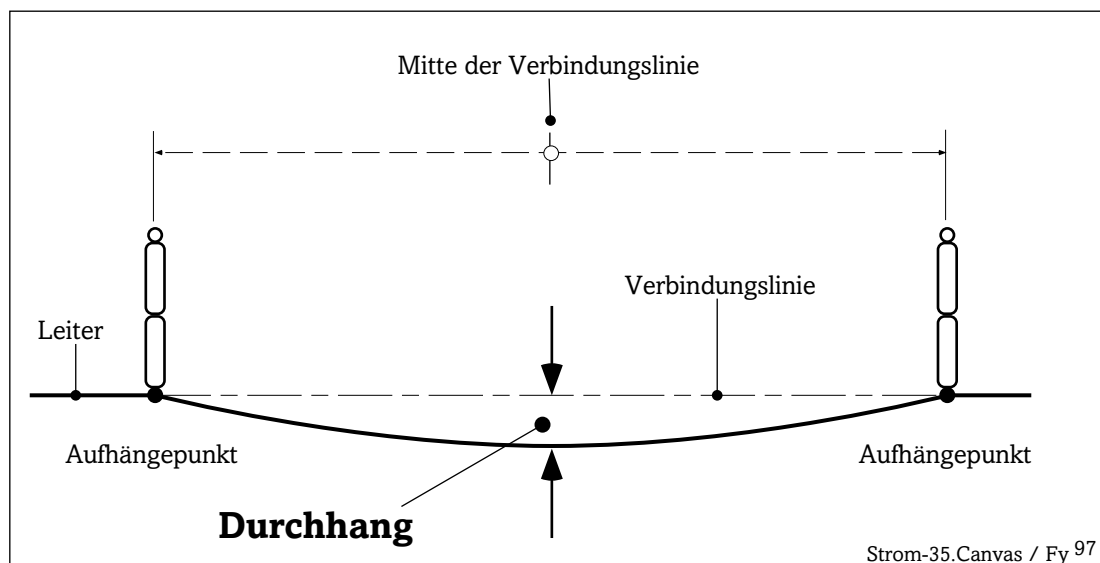 Mitte der Verbindungslinie
Verbindungslinie
Leiter
Aufhängepunkt
Aufhängepunkt
Durchhang
Strom-35.Canvas / Fy 97